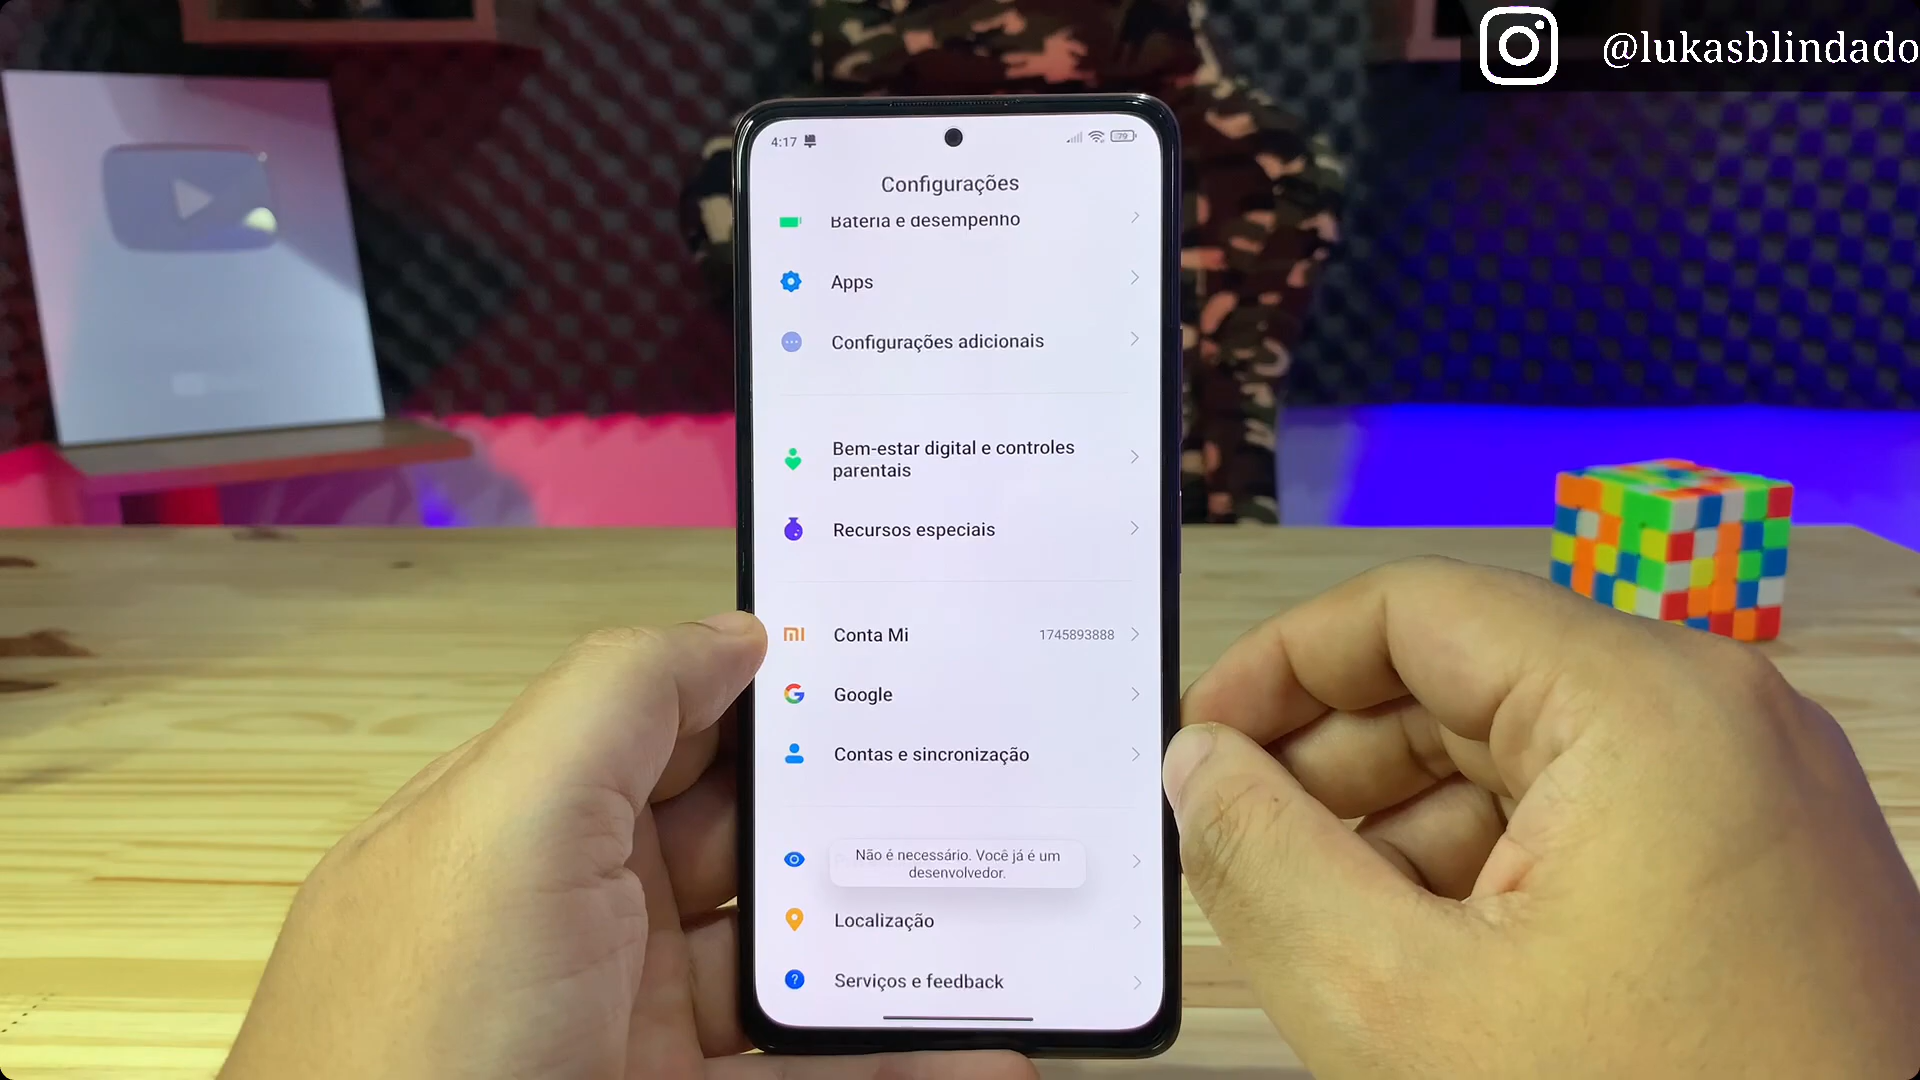 @lukasblindado
4:17
79
Configurações
Bateria e desempenho
Apps
Configurações adicionais
Bem-estar digital e controles
parentais
Recursos especiais
Conta Mi 1745893888
Google
Contas e sincronização
Não é necessário. Você já é um
desenvolvedor.
Localização
Serviços e feedback